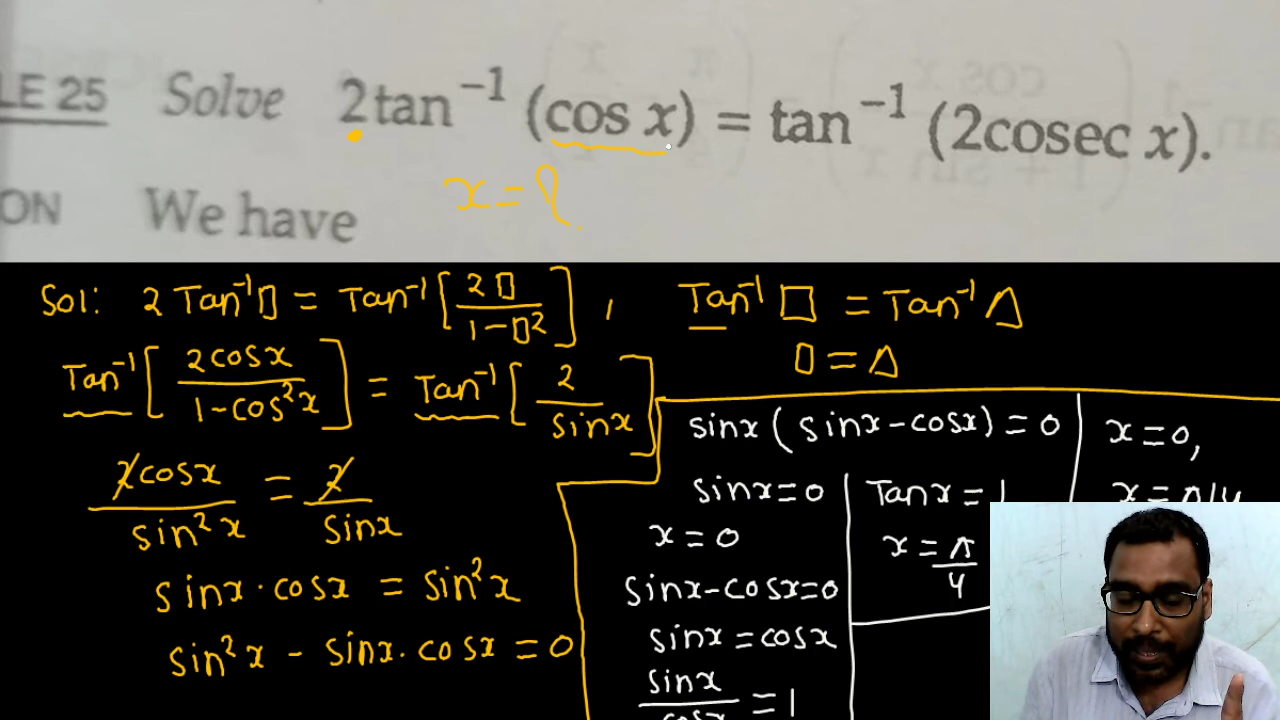 LE 25 Solve 2tan⁻¹ (cos x) = tan⁻¹ (2cosec x).
x = ?
ON We have
Sol: 2 Tan⁻¹□ = Tan⁻¹[2□/1-□²] , Tan⁻¹ □ = Tan⁻¹ Δ
□ = Δ
Tan⁻¹[2cosx/1-cos²x] = Tan⁻¹[2/sinx]
2cosx/sin²x = 2/sinx
sinx·cosx = sin²x
sin²x - sinx·cosx = 0
sinx(sinx-cosx) = 0
sinx=0
x=0
sinx-cosx=0
sinx=cosx
sinx/cosx = 1
Tanx=1
x=π/4
x=0,
x=π/4